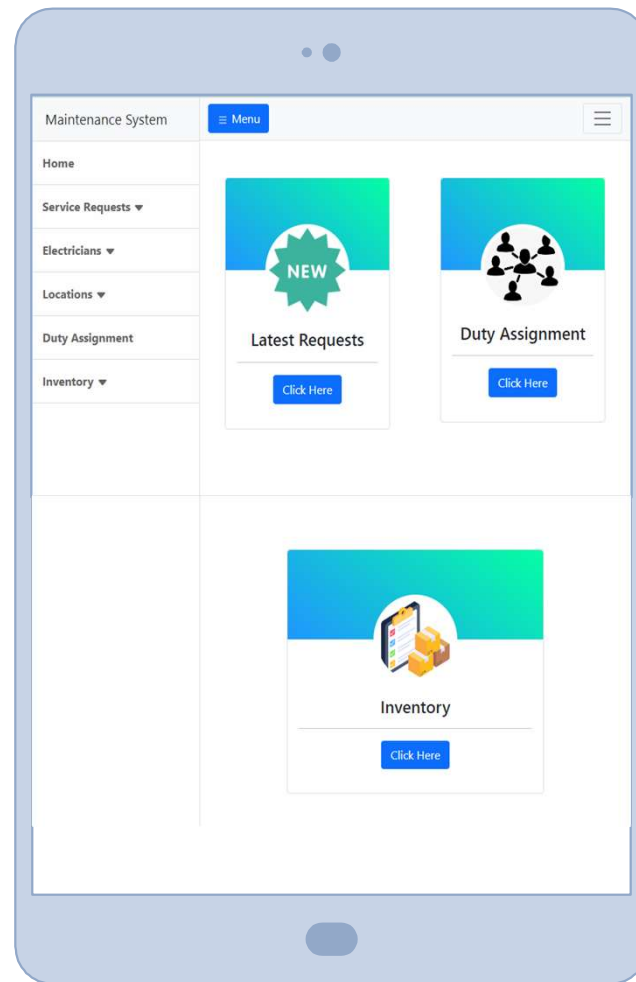 Maintenance System
☰ Menu
Home
Service Requests ▼
Electricians ▼
Locations ▼
Duty Assignment
Inventory ▼
NEW
Latest Requests
Click Here
Duty Assignment
Click Here
Inventory
Click Here